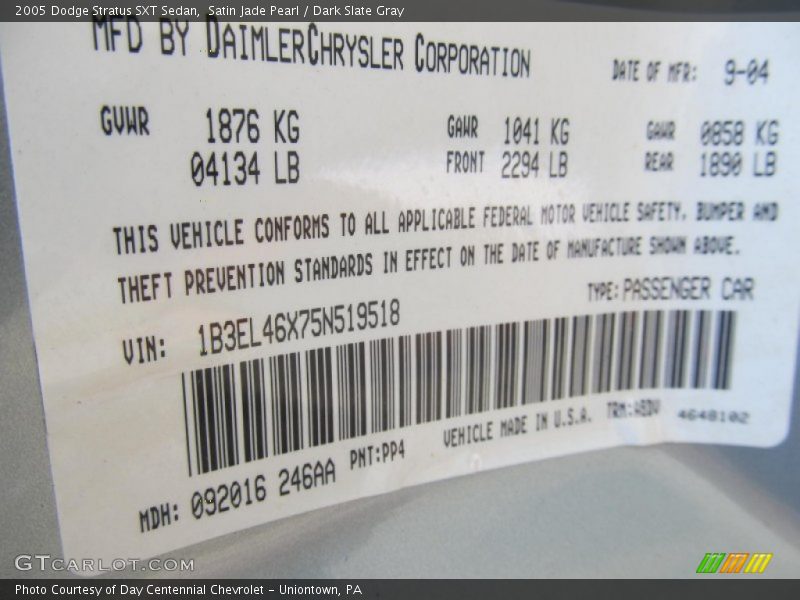 2005 Dodge Stratus SXT Sedan, Satin Jade Pearl / Dark Slate Gray
MFD BY DAIMLERCHRYSLER CORPORATION
DATE OF MFR: 9-04
GVWR 1876 KG GAWR 1041 KG GAWR 0858 KG
04134 LB FRONT 2294 LB REAR 1890 LB
THIS VEHICLE CONFORMS TO ALL APPLICABLE FEDERAL MOTOR VEHICLE SAFETY, BUMPER AND
THEFT PREVENTION STANDARDS IN EFFECT ON THE DATE OF MANUFACTURE SHOWN ABOVE.
VIN: 1B3EL46X75N519518 TYPE: PASSENGER CAR
MDH: 092016 246AA PNT: PP4 VEHICLE MADE IN U.S.A. TRM: A5DV 4648102
GTCARLOT.COM
Photo Courtesy of Day Centennial Chevrolet - Uniontown, PA